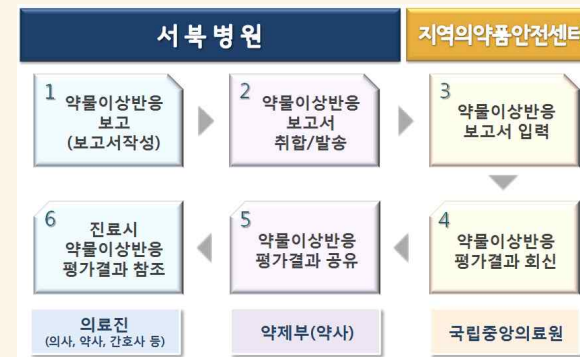 서북병원
지역의약품안전센터
1 약물이상반응
보고
(보고서작성)
2 약물이상반응
보고서
취합/발송
3 약물이상반응
보고서 입력
6 진료시
약물이상반응
평가결과 참조
5 약물이상반응
평가결과 공유
4 약물이상반응
평가결과 회신
의료진
(의사, 약사, 간호사 등)
약제부(약사)
국립중앙의료원